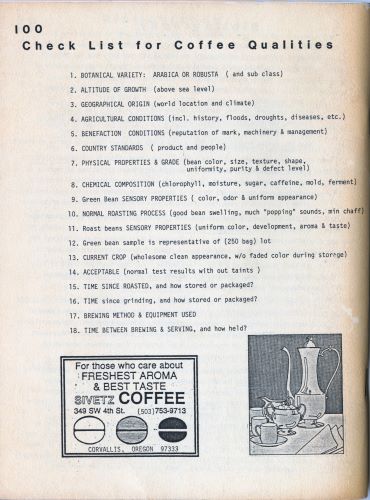 100
Check List for Coffee Qualities
1. BOTANICAL VARIETY: ARABICA OR ROBUSTA ( and sub class)
2. ALTITUDE OF GROWTH (above sea level)
3. GEOGRAPHICAL ORIGIN (world location and climate)
4. AGRICULTURAL CONDITIONS (incl. history, floods, droughts, diseases, etc.)
5. BENEFACTION CONDITIONS (reputation of mark, machinery & management)
6. COUNTRY STANDARDS ( product and people)
7. PHYSICAL PROPERTIES & GRADE (bean color, size, texture, shape,
uniformity, purity & defect level)
8. CHEMICAL COMPOSITION (chlorophyll, moisture, sugar, caffeine, mold, ferment)
9. Green Bean SENSORY PROPERTIES ( color, odor & uniform appearance)
10. NORMAL ROASTING PROCESS (good bean swelling, much "popping" sounds, min chaff)
11. Roast beans SENSORY PROPERTIES (uniform color, development, aroma & taste)
12. Green bean sample is representative of (250 bag) lot
13. CURRENT CROP (wholesome clean appearance, w/o faded color during storage)
14. ACCEPTABLE (normal test results with out taints )
15. TIME SINCE ROASTED, and how stored or packaged?
16. TIME since grinding, and how stored or packaged?
17. BREWING METHOD & EQUIPMENT USED
18. TIME BETWEEN BREWING & SERVING, and how held?
For those who care about
FRESHEST AROMA
& BEST TASTE
SIVETZ COFFEE
349 SW 4th St. (503) 753-9713
CORVALLIS, OREGON 97333